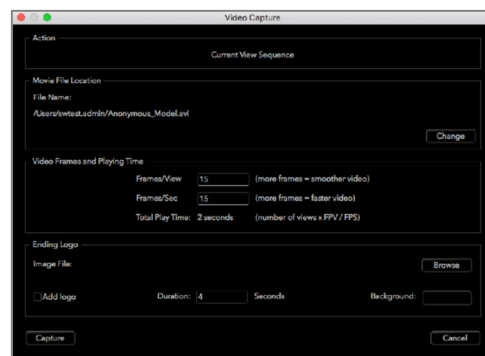 Video Capture
Action
Current View Sequence
Movie File Location
File Name:
/Users/swtest.admin/Anonymous_Model.avi
Change
Video Frames and Playing Time
Frames/View 15 (more frames = smoother video)
Frames/Sec 15 (more frames = faster video)
Total Play Time: 2 seconds (number of views x FPV / FPS)
Ending Logo
Image File:
Browse
Add logo Duration: 4 Seconds Background:
Capture Cancel